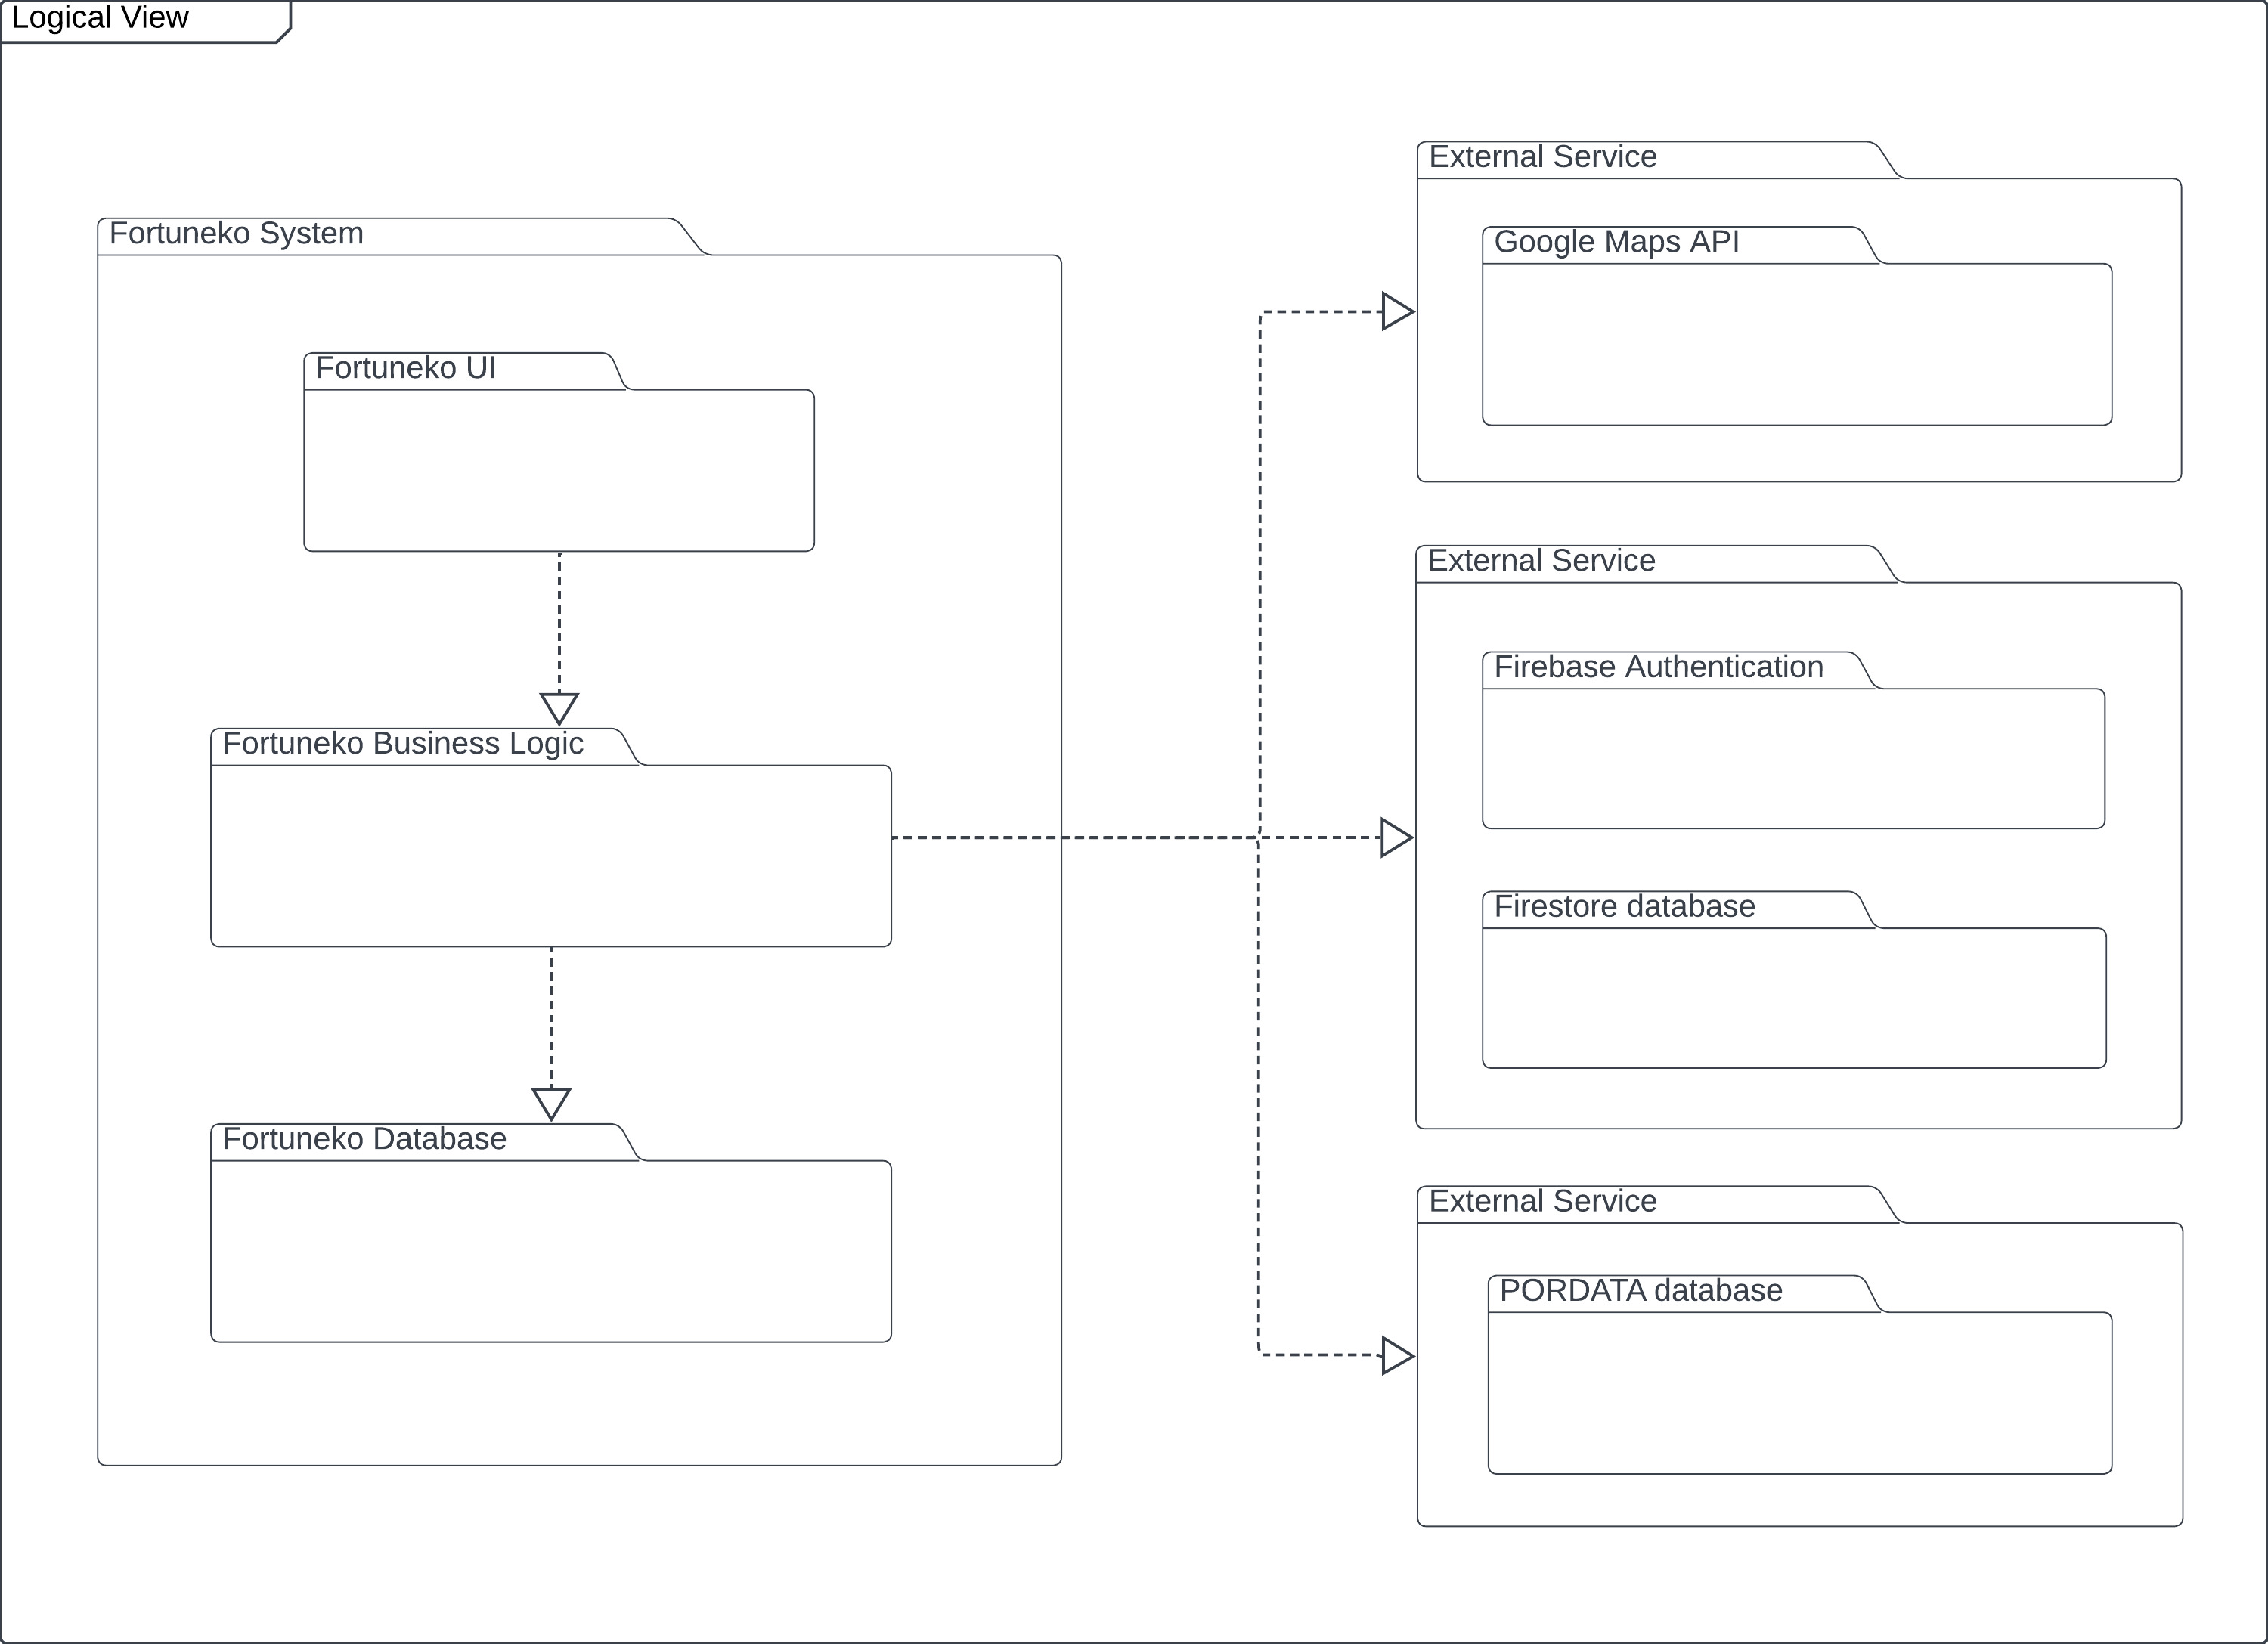 Logical View
Fortuneko System
Fortuneko UI
Fortuneko Business Logic
Fortuneko Database
External Service
Google Maps API
External Service
Firebase Authentication
Firestore database
External Service
PORDATA database